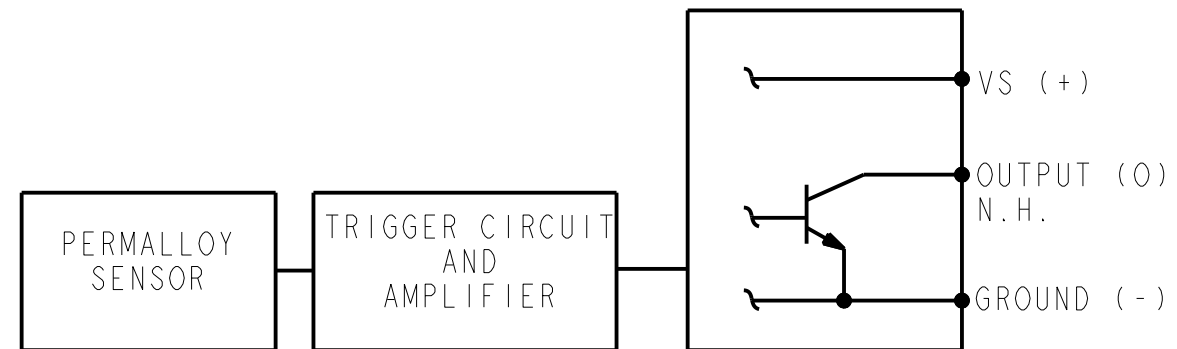 VS (+)
OUTPUT (O)
N.H.
PERMALLOY
SENSOR
TRIGGER CIRCUIT
AND
AMPLIFIER
GROUND (-)